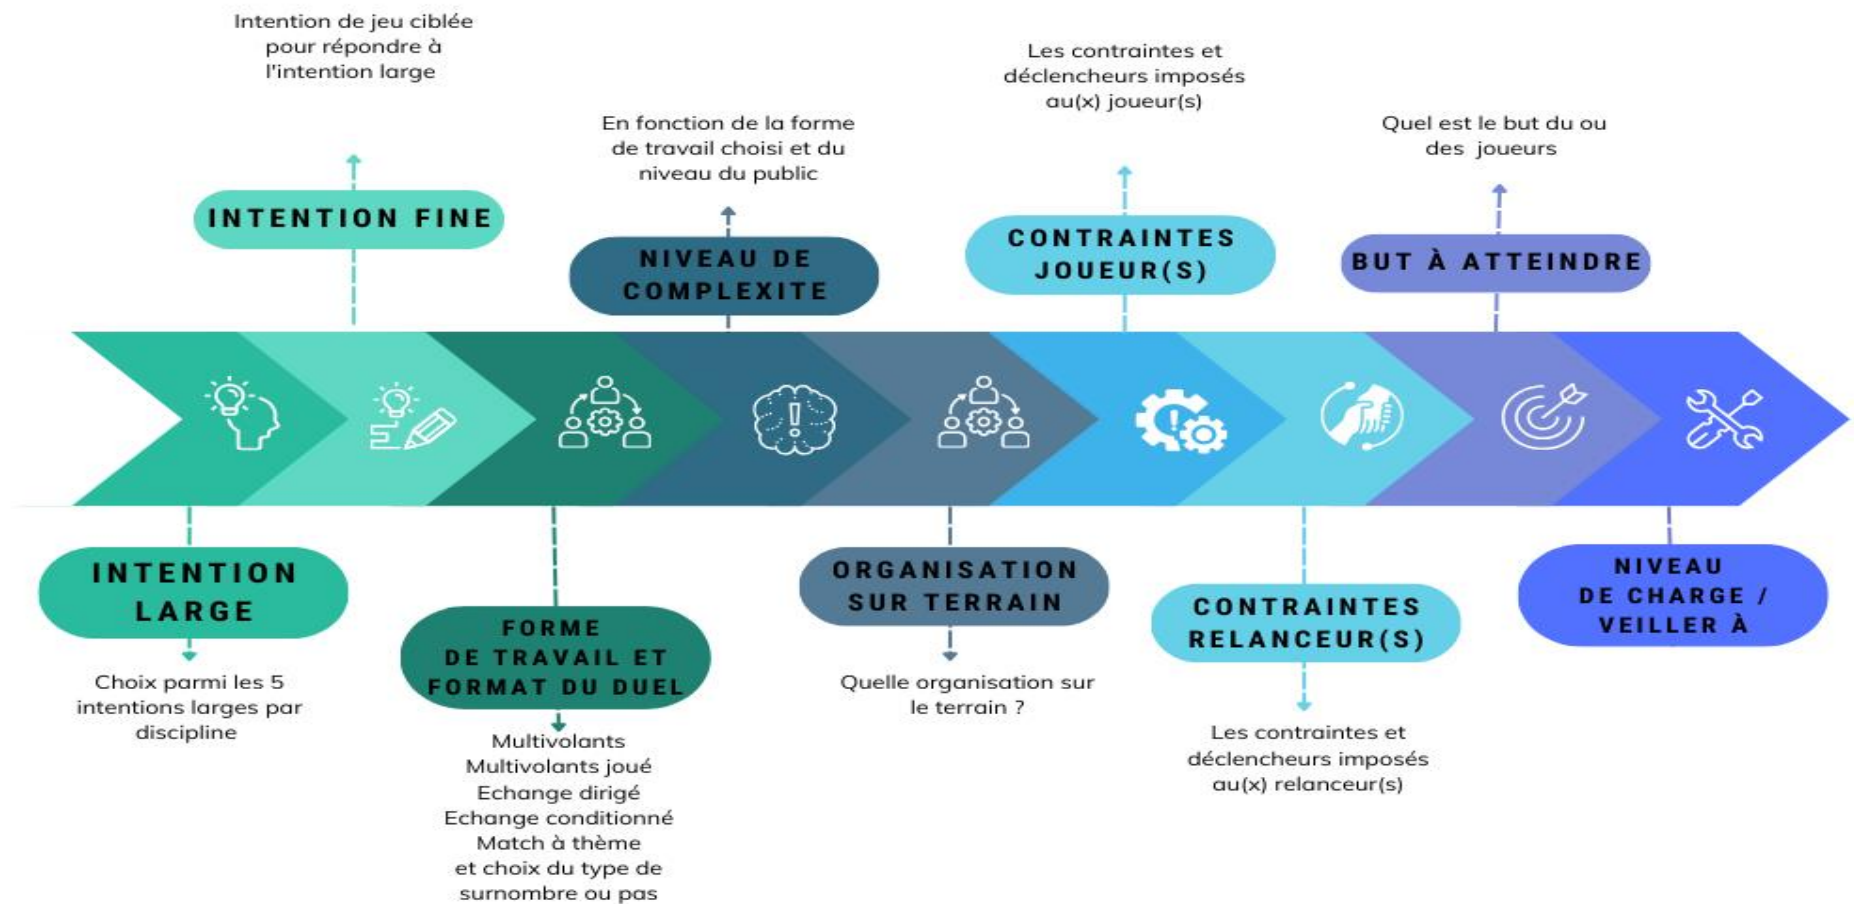 Intention de jeu ciblée
pour répondre à
l'intention large
INTENTION FINE
En fonction de la forme
de travail choisi et du
niveau du public
NIVEAU DE
COMPLEXITE
Les contraintes et
déclencheurs imposés
au(x) joueur(s)
CONTRAINTES
JOUEUR(S)
Quel est le but du ou
des joueurs
BUT À ATTEINDRE
INTENTION
LARGE
Choix parmi les 5
intentions larges par
discipline
FORME
DE TRAVAIL ET
FORMAT DU DUEL
Multivolants
Multivolants joué
Echange dirigé
Echange conditionné
Match à thème
et choix du type de
surnombre ou pas
ORGANISATION
SUR TERRAIN
Quelle organisation sur
le terrain ?
CONTRAINTES
RELANCEUR(S)
Les contraintes et
déclencheurs imposés
au(x) relanceur(s)
NIVEAU
DE CHARGE /
VEILLER À